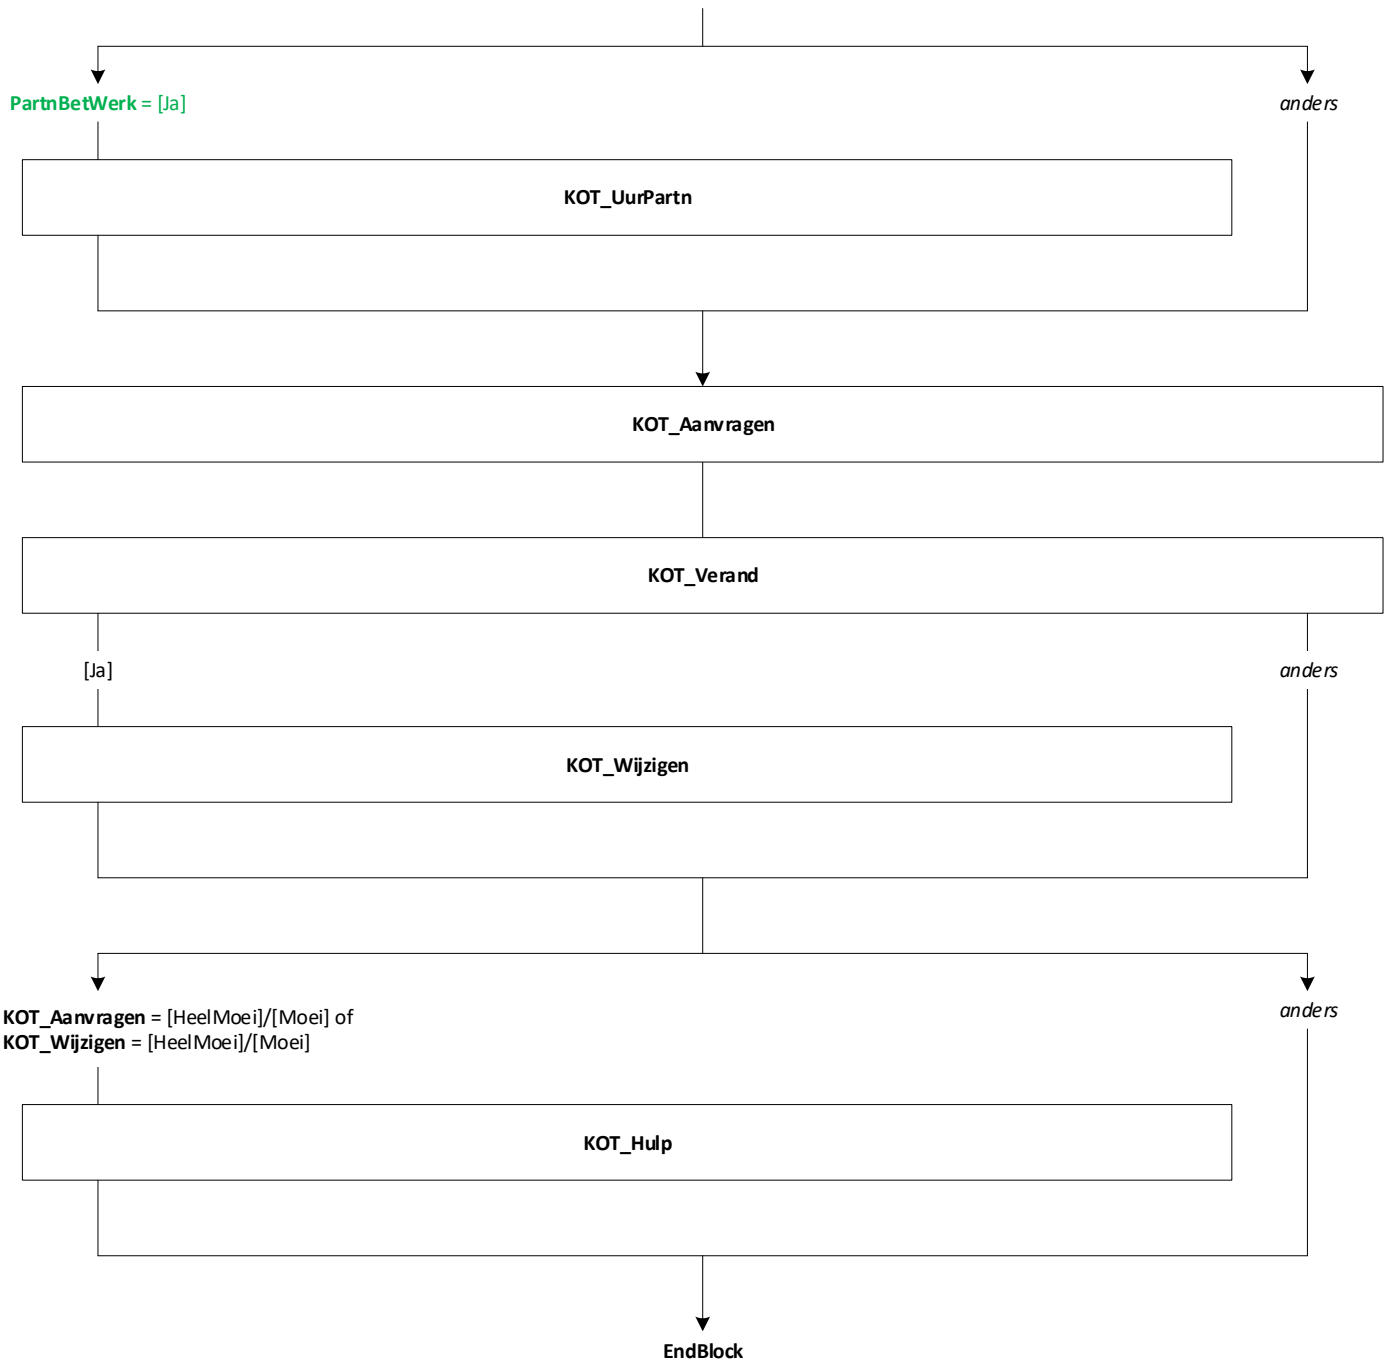 PartnBetWerk = [Ja]
anders
KOT_UurPartn
KOT_Aanvragen
KOT_Verand
[Ja]
anders
KOT_Wijzigen
KOT_Aanvragen = [HeelMoei]/[Moei] of
KOT_Wijzigen = [HeelMoei]/[Moei]
anders
KOT_Hulp
EndBlock